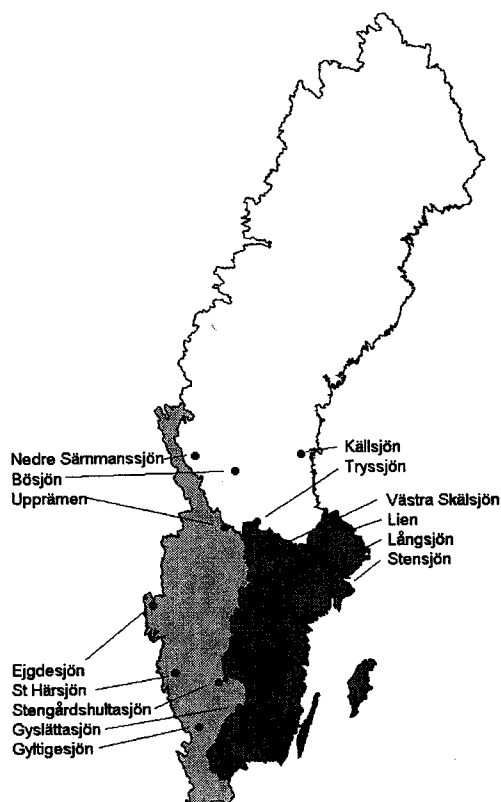 Nedre Särnmanssjön
Bösjön
Upprämen
Källsjön
Tryssjön
Västra Skälsjön
Lien
Långsjön
Stensjön
Ejgdesjön
St Härsjön
Stengårdshultasjön
Gyslättasjön
Gyltigesjön